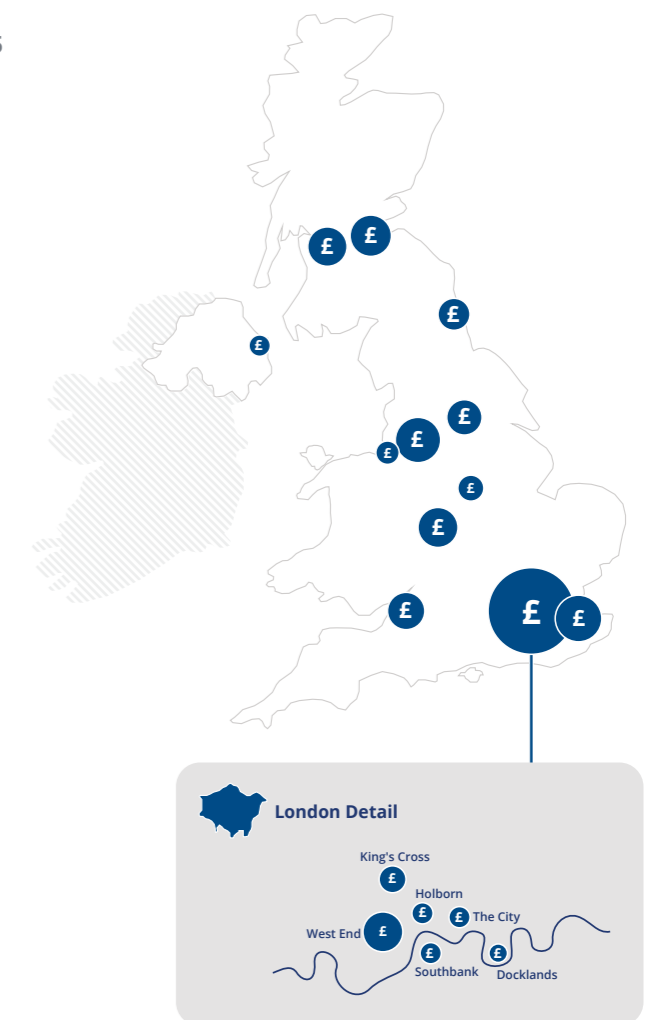 s
£
£
£
£
£
£
£
£
£
£
£
£
London Detail
King's Cross
£
Holborn
£
£ The City
West End £
£
Southbank
£
Docklands